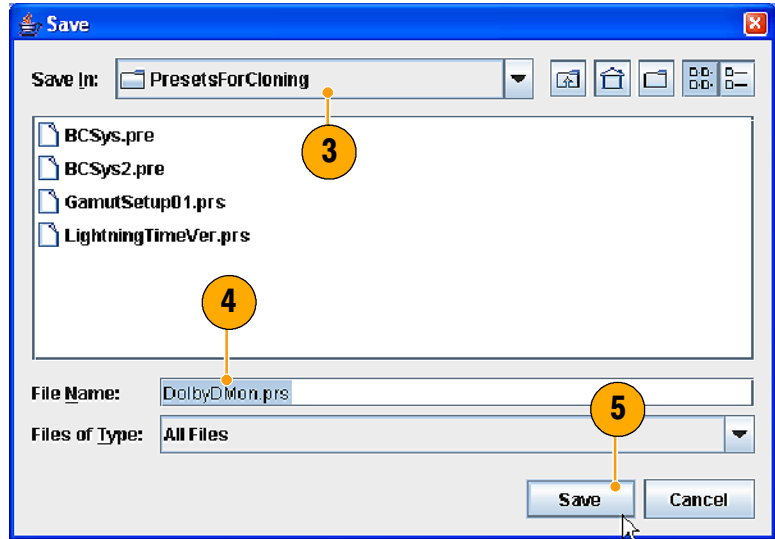 Save
Save In: PresetsForCloning
3
BCSys.pre
BCSys2.pre
GamutSetup01.prs
LightningTimeVer.prs
4
File Name: DolbyDMon.prs
5
Files of Type: All Files
Save Cancel